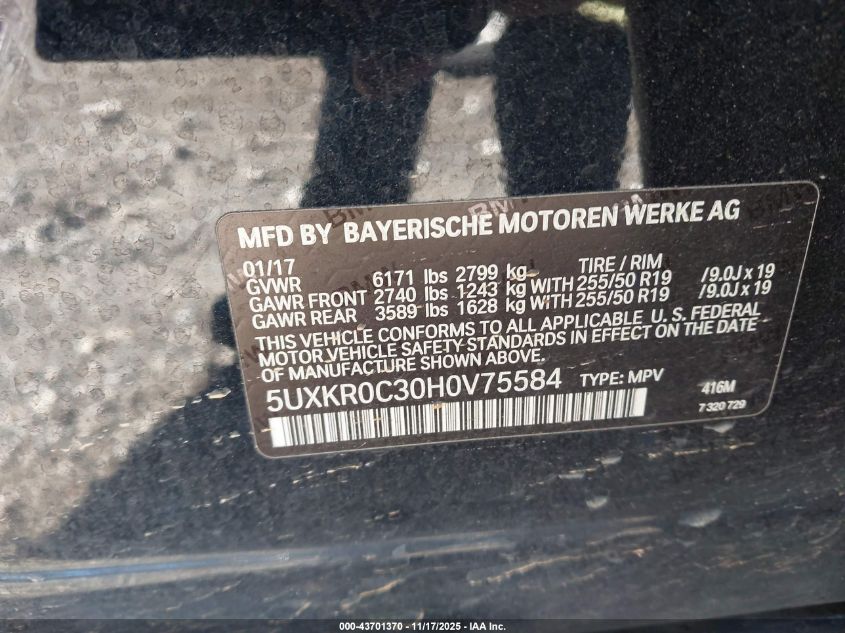 MFD BY BAYERISCHE MOTOREN WERKE AG
01/17 TIRE / RIM
GVWR 6171 lbs 2799 kg
GAWR FRONT 2740 lbs 1243 kg WITH 255/50 R19 /9.0J x 19
GAWR REAR 3589 lbs 1628 kg WITH 255/50 R19 /9.0J x 19
THIS VEHICLE CONFORMS TO ALL APPLICABLE U.S. FEDERAL
MOTOR VEHICLE SAFETY STANDARDS IN EFFECT ON THE DATE
OF MANUFACTURE SHOWN ABOVE.
5UXKR0C30H0V75584 TYPE: MPV 416M
7 320 729
000-43701370 - 11/17/2025 - IAA Inc.